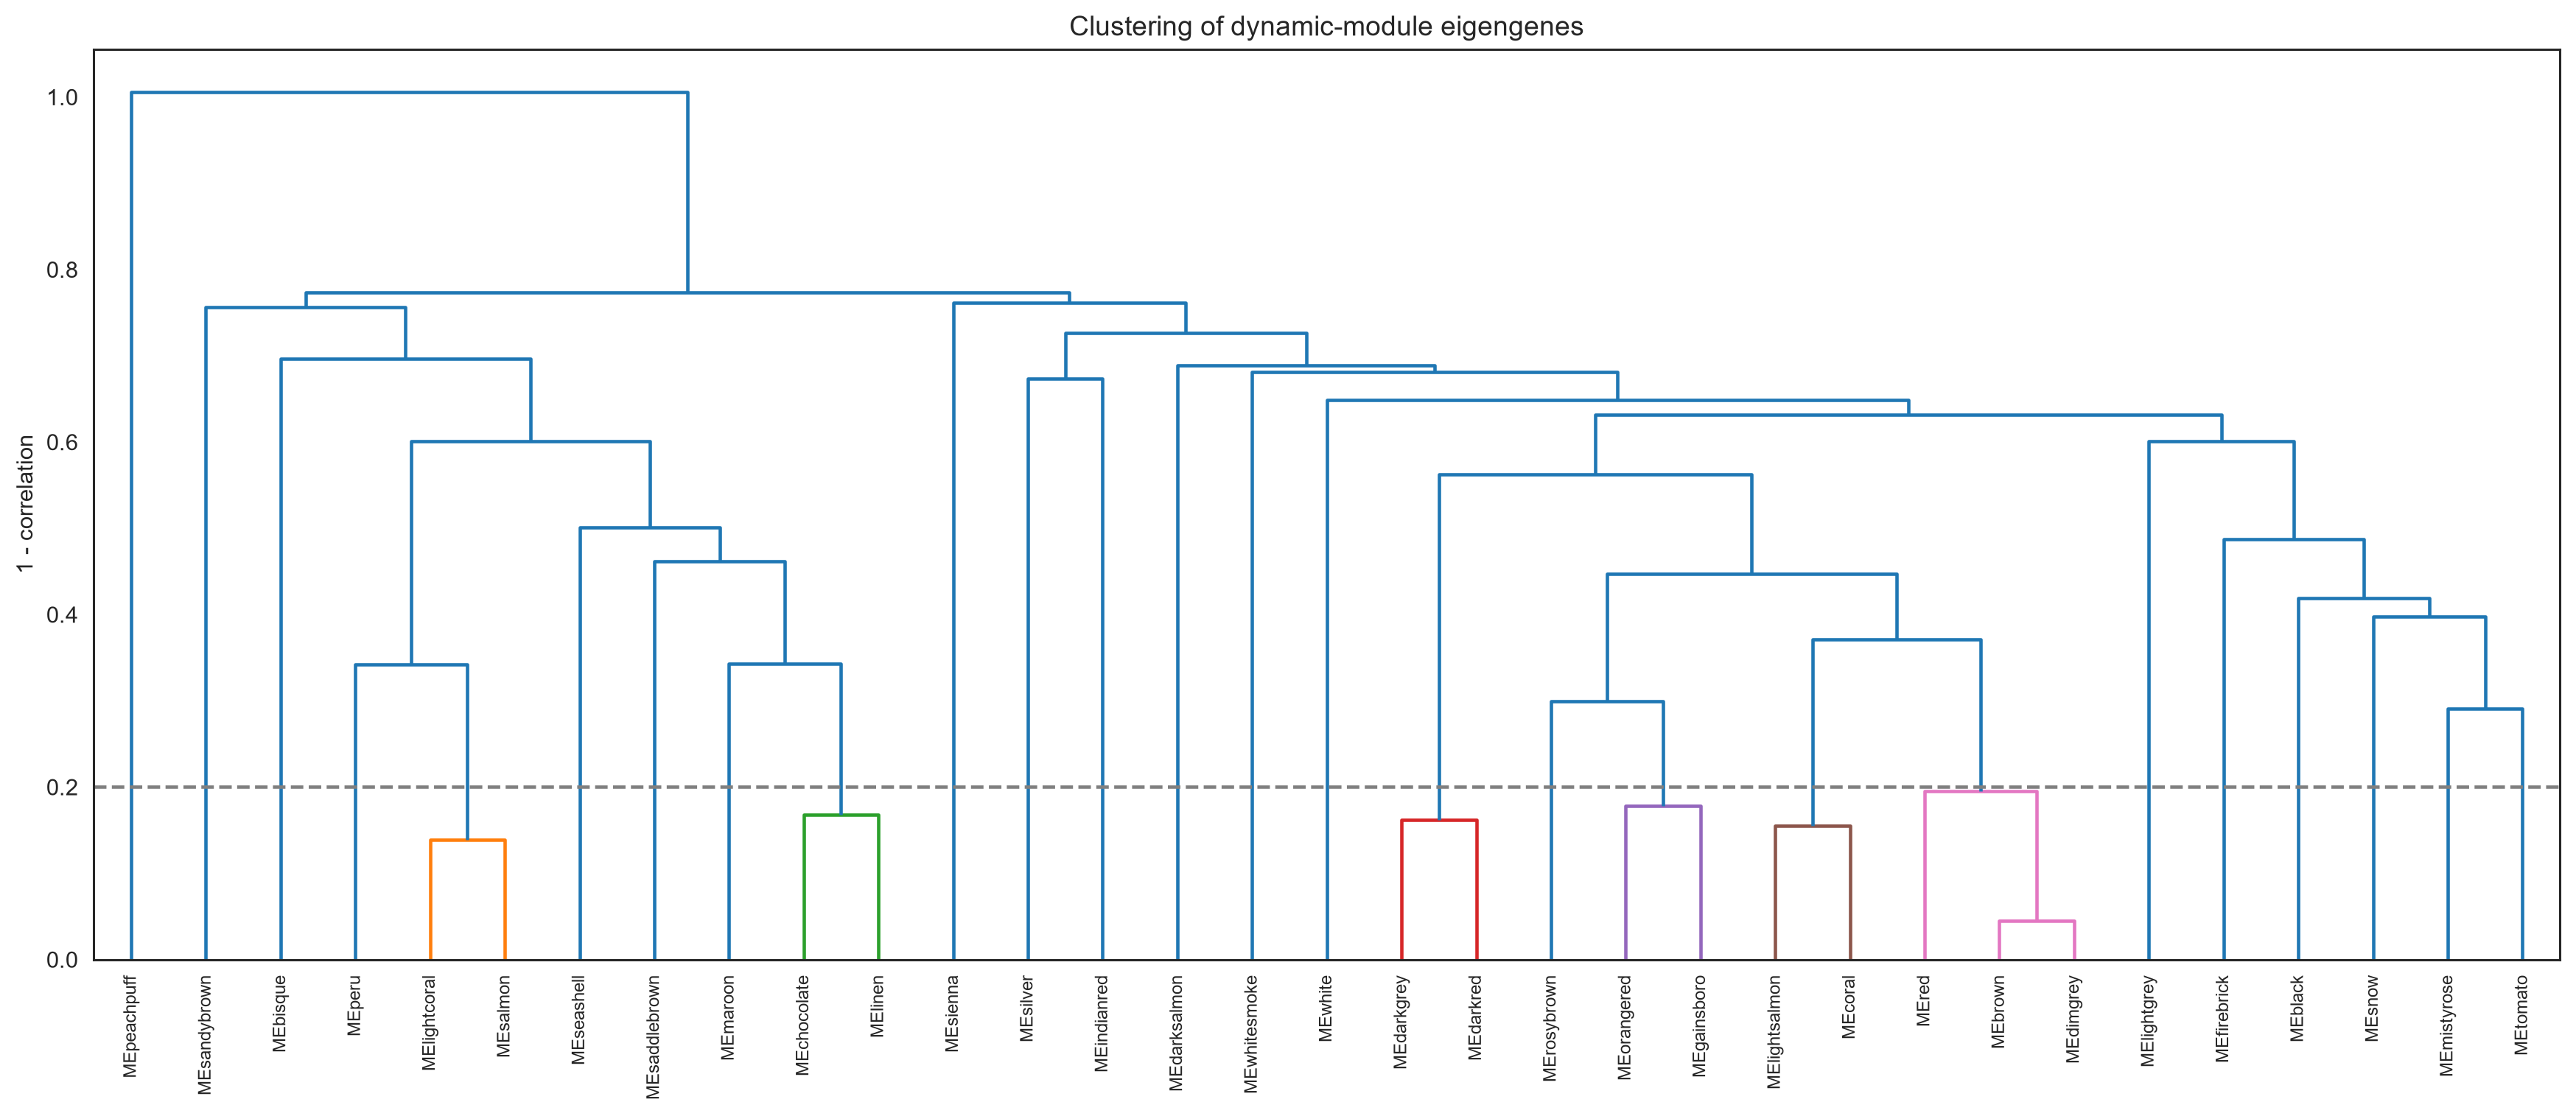 Clustering of dynamic-module eigengenes
1 - correlation
1.0
0.8
0.6
0.4
0.2
0.0
MEpeachpuff
MEsandybrown
MEbisque
MEperu
MElightcoral
MEsalmon
MEseashell
MEsaddlebrown
MEmaroon
MEchocolate
MElinen
MEsienna
MEsilver
MEindianred
MEdarksalmon
MEwhitesmoke
MEwhite
MEdarkgrey
MEdarkred
MErosybrown
MEorangered
MEgainsboro
MElightsalmon
MEcoral
MEred
MEbrown
MEdimgrey
MElightgrey
MEfirebrick
MEblack
MEsnow
MEmistyrose
MEtomato